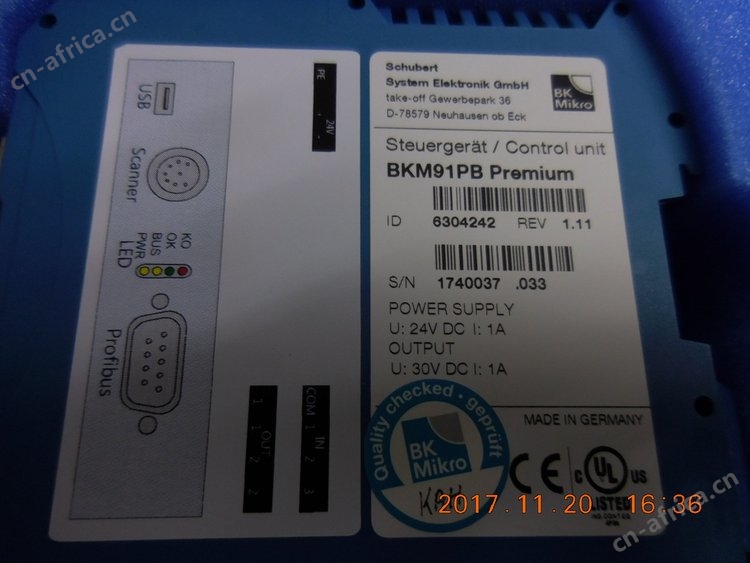 cn-africa.cn
PE
24V
USB
Scanner
KO
OK
BUS
PWR
LED
Profibus
COM 1 2 3
IN
1 1 2 2
OUT
Schubert
System Elektronik GmbH
take-off Gewerbepark 36
D-78579 Neuhausen ob Eck
BK
Mikro
Steuergerät / Control unit
BKM91PB Premium
ID 6304242 REV 1.11
S/N 1740037 .033
POWER SUPPLY
U: 24V DC I: 1A
OUTPUT
U: 30V DC I: 1A
MADE IN GERMANY
Quality checked · geprüft
BK
Mikro
CE
C UL US
LISTED
2017.11.20 16:36
cn-africa.cn